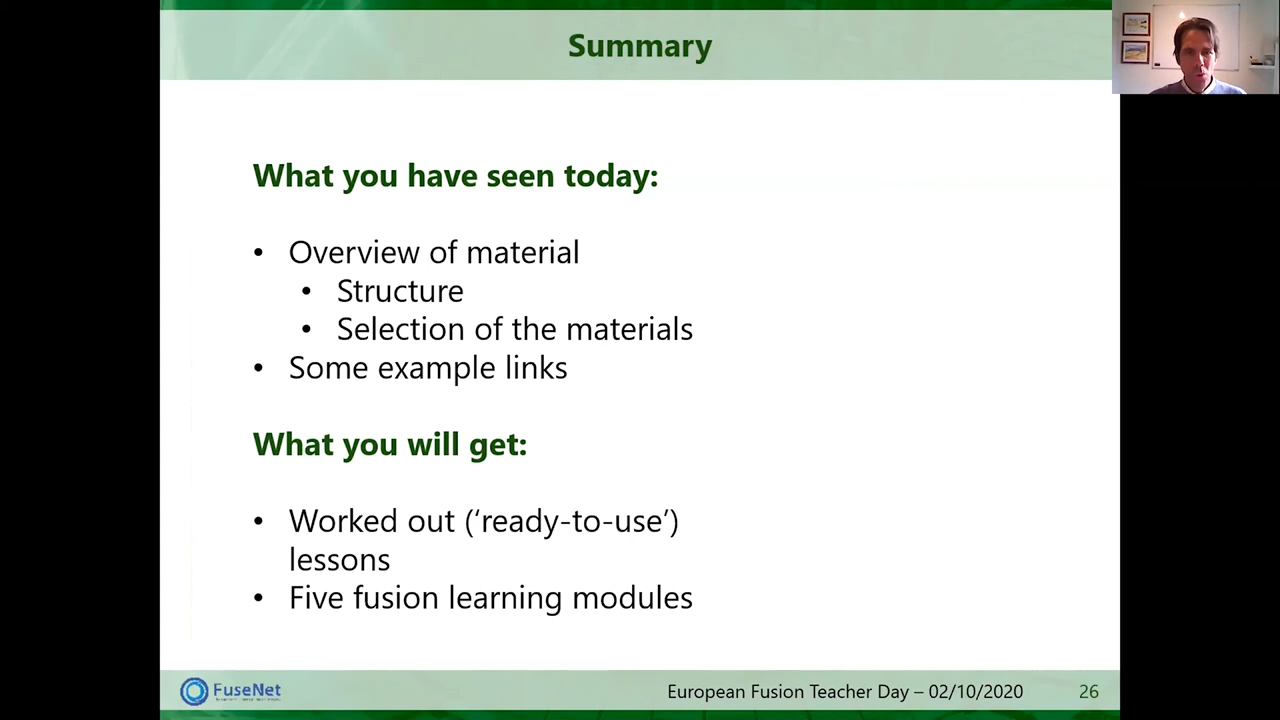 Summary
What you have seen today:
• Overview of material
• Structure
• Selection of the materials
• Some example links
What you will get:
• Worked out (‘ready-to-use’)
lessons
• Five fusion learning modules
FuseNet
European Fusion Teacher Day – 02/10/2020
26